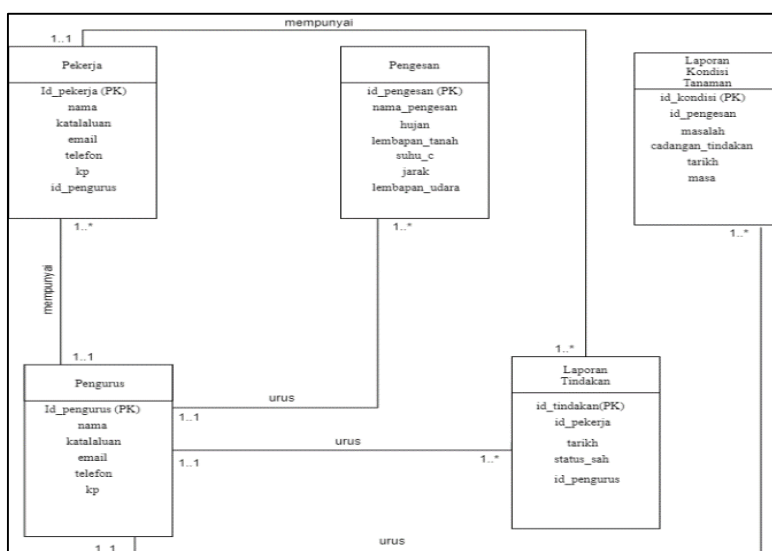 mempunyai
1..1
Pekerja
Id_pekerja (PK)
nama
katalaluan
email
telefon
kp
id_pengurus
1..*
Pengesan
id_pengesan (PK)
nama_pengesan
hujan
lembapan_tanah
suhu_c
jarak
lembapan_udara
1..*
Laporan
Kondisi
Tanaman
id_kondisi (PK)
id_pengesan
masalah
cadangan_tindakan
tarikh
masa
1..*
mempunyai
1..1
Pengurus
Id_pengurus (PK)
nama
katalaluan
email
telefon
kp
1..1
urus
1..1
urus
1..1
1..*
1..*
Laporan
Tindakan
id_tindakan(PK)
id_pekerja
tarikh
status_sah
id_pengurus
urus